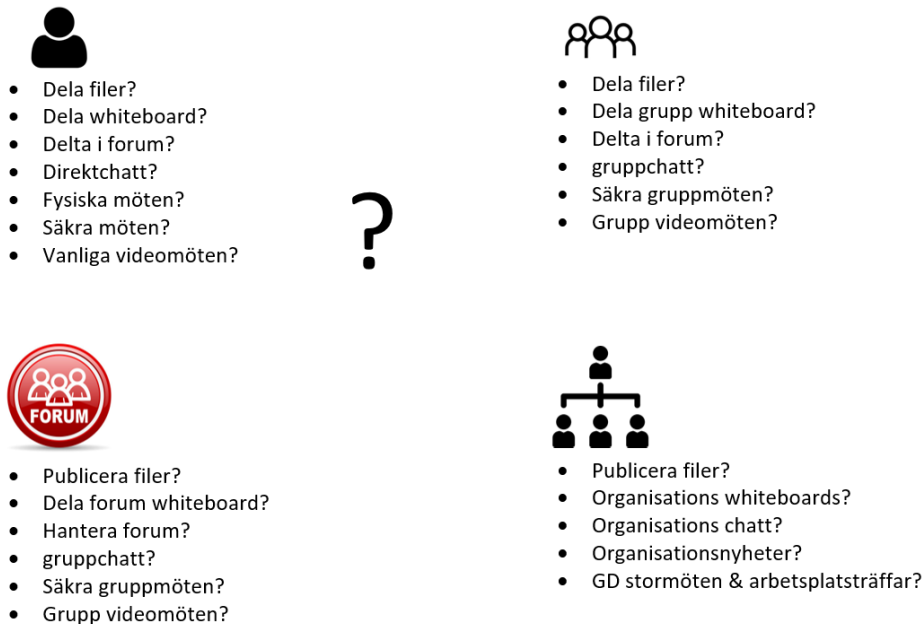 • Dela filer?
• Dela whiteboard?
• Delta i forum?
• Direktchatt?
• Fysiska möten?
• Säkra möten?
• Vanliga videomöten?
• Dela filer?
• Dela grupp whiteboard?
• Delta i forum?
• gruppchatt?
• Säkra gruppmöten?
• Grupp videomöten?
?
FORUM
• Publicera filer?
• Dela forum whiteboard?
• Hantera forum?
• gruppchatt?
• Säkra gruppmöten?
• Grupp videomöten?
• Publicera filer?
• Organisations whiteboards?
• Organisations chatt?
• Organisationsnyheter?
• GD stormöten & arbetsplatsträffar?